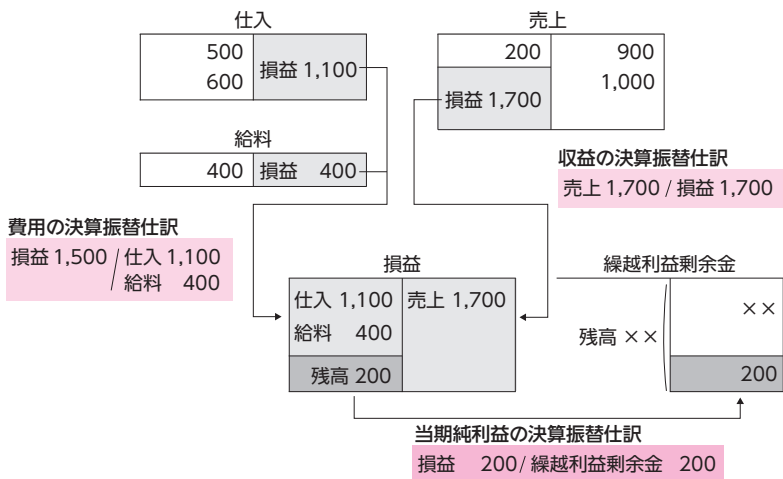 仕入
500
600
損益 1,100
売上
200
900
1,000
損益 1,700
給料
400
損益 400
収益の決算振替仕訳
売上 1,700 / 損益 1,700
費用の決算振替仕訳
損益 1,500 / 仕入 1,100
給料 400
損益
仕入 1,100
給料 400
残高 200
売上 1,700
繰越利益剰余金
残高 ××
××
200
当期純利益の決算振替仕訳
損益 200 / 繰越利益剰余金 200